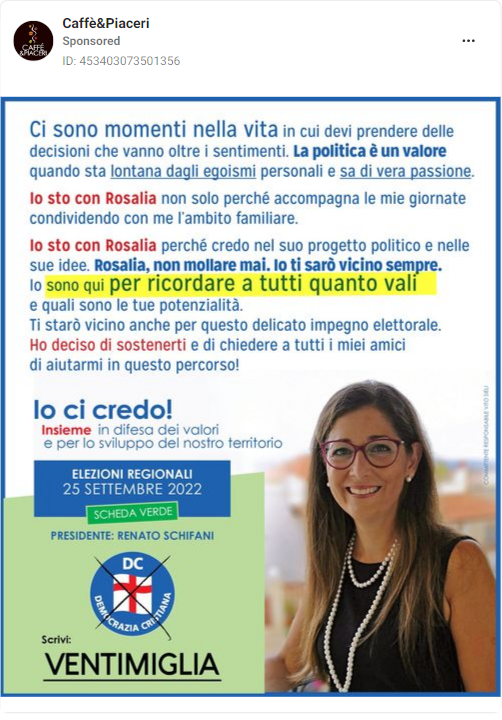 Caffè&Piaceri
Sponsored
ID: 453403073501356
CAFFÈ
&PIACERI
Ci sono momenti nella vita in cui devi prendere delle
decisioni che vanno oltre i sentimenti. La politica è un valore
quando sta lontana dagli egoismi personali e sa di vera passione.
Io sto con Rosalia non solo perché accompagna le mie giornate
condividendo con me l'ambito familiare.
Io sto con Rosalia perché credo nel suo progetto politico e nelle
sue idee. Rosalia, non mollare mai. Io ti sarò vicino sempre.
Io sono qui per ricordare a tutti quanto vali
e quali sono le tue potenzialità.
Ti starò vicino anche per questo delicato impegno elettorale.
Ho deciso di sostenerti e di chiedere a tutti i miei amici
di aiutarmi in questo percorso!
Io ci credo!
Insieme in difesa dei valori
e per lo sviluppo del nostro territorio
ELEZIONI REGIONALI
25 SETTEMBRE 2022
SCHEDA VERDE
PRESIDENTE: RENATO SCHIFANI
DC
DEMOCRAZIA CRISTIANA
Scrivi:
VENTIMIGLIA
COMMITTENTE RESPONSABILE VITO